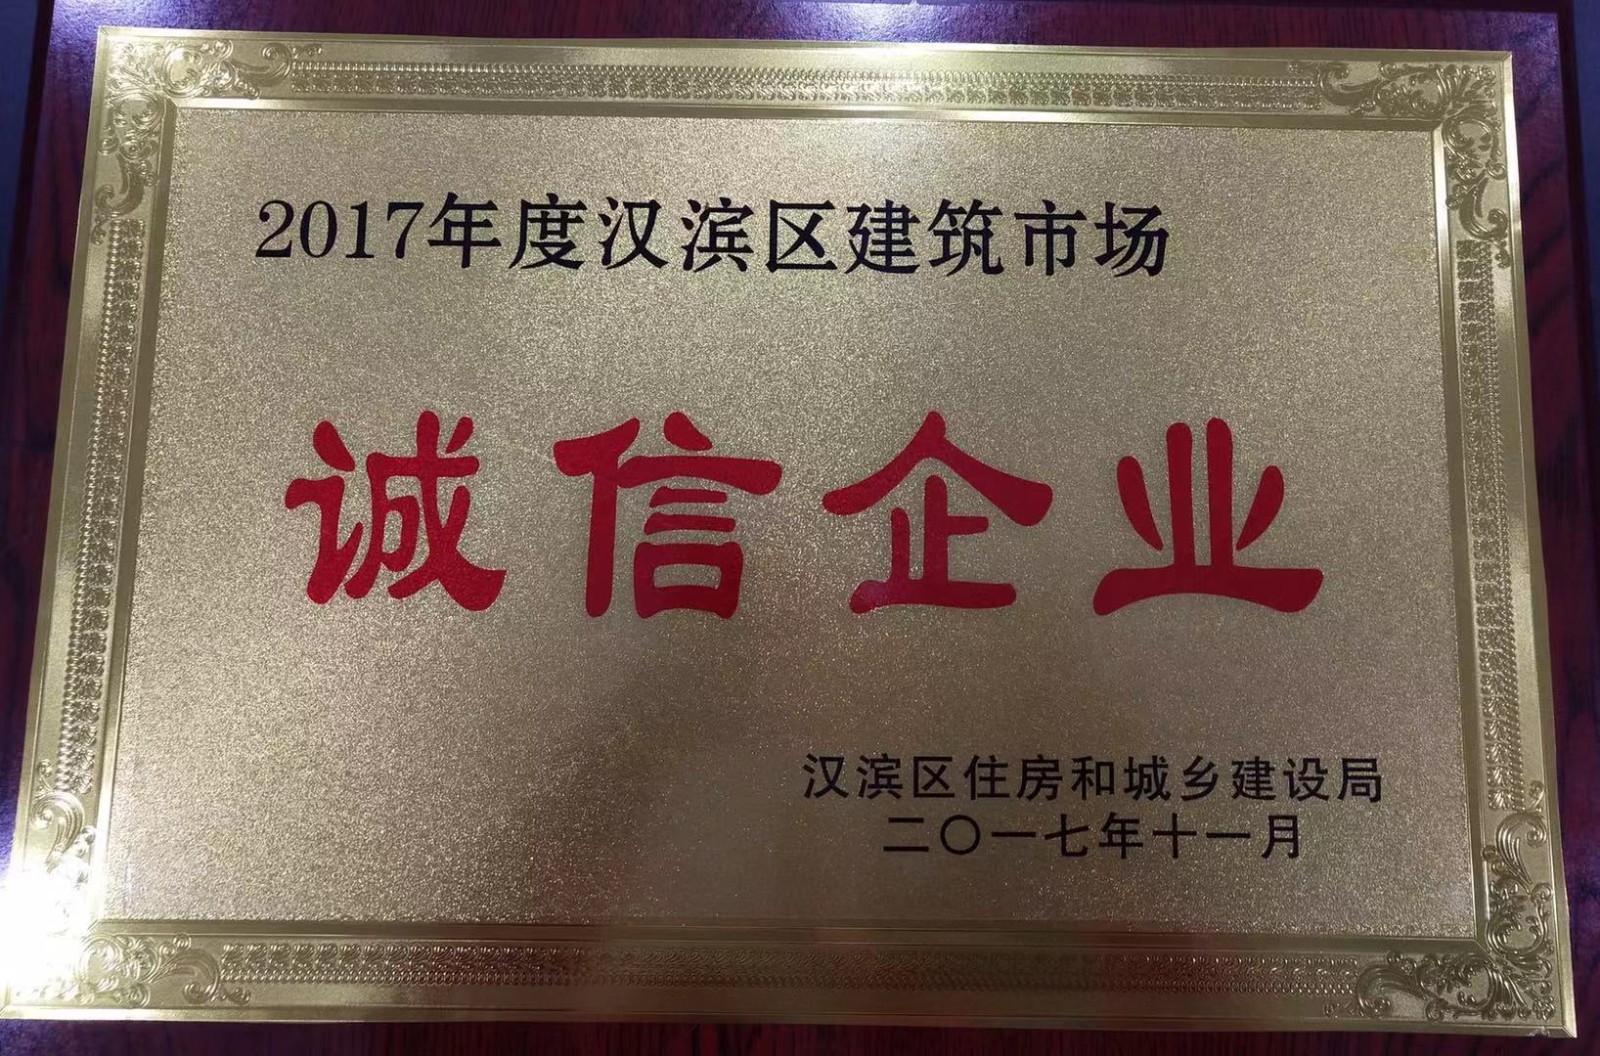 2017年度汉滨区建筑市场
诚信企业
汉滨区住房和城乡建设局
二〇一七年十一月